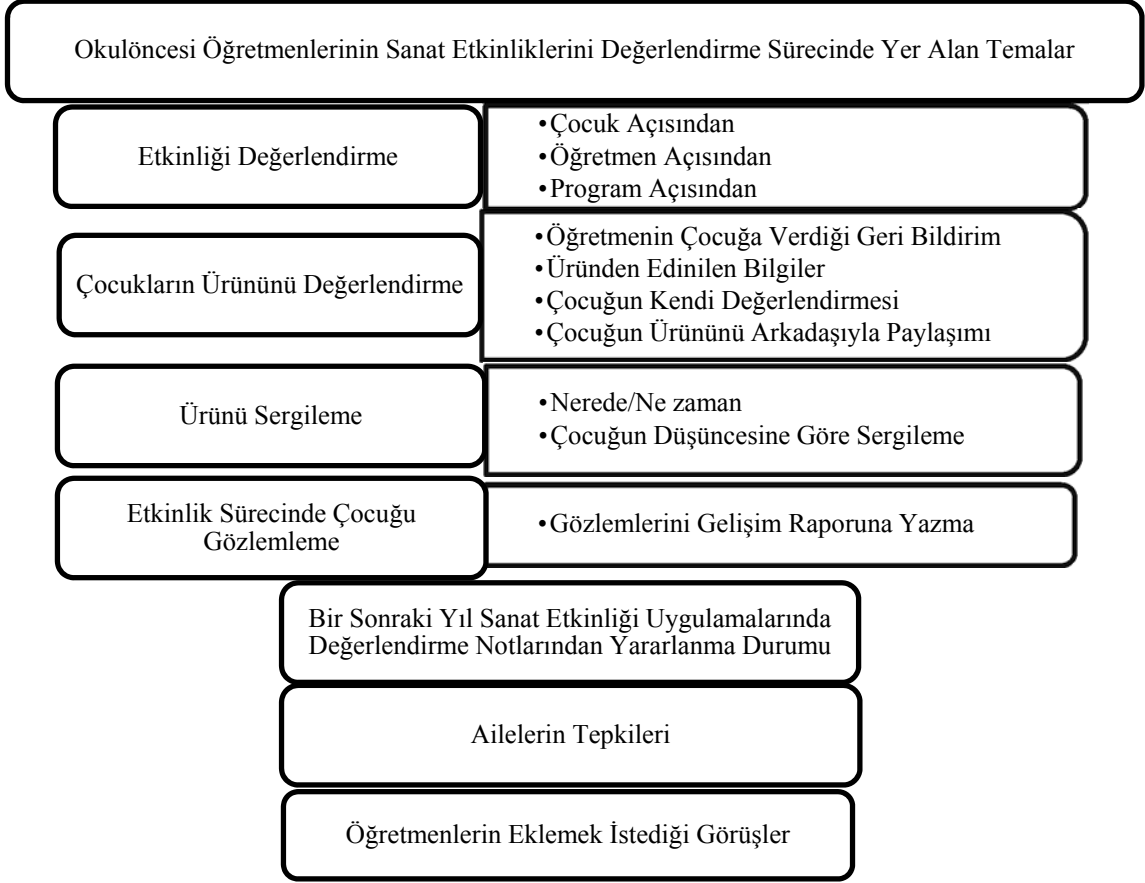 Okulöncesi Öğretmenlerinin Sanat Etkinliklerini Değerlendirme Sürecinde Yer Alan Temalar
Etkinliği Değerlendirme
•Çocuk Açısından
•Öğretmen Açısından
•Program Açısından
Çocukların Ürününü Değerlendirme
•Öğretmenin Çocuğa Verdiği Geri Bildirim
•Üründen Edinilen Bilgiler
•Çocuğun Kendi Değerlendirmesi
•Çocuğun Ürününü Arkadaşıyla Paylaşımı
Ürünü Sergileme
•Nerede/Ne zaman
•Çocuğun Düşüncesine Göre Sergileme
Etkinlik Sürecinde Çocuğu
Gözlemleme
•Gözlemlerini Gelişim Raporuna Yazma
Bir Sonraki Yıl Sanat Etkinliği Uygulamalarında
Değerlendirme Notlarından Yararlanma Durumu
Ailelerin Tepkileri
Öğretmenlerin Eklemek İstediği Görüşler